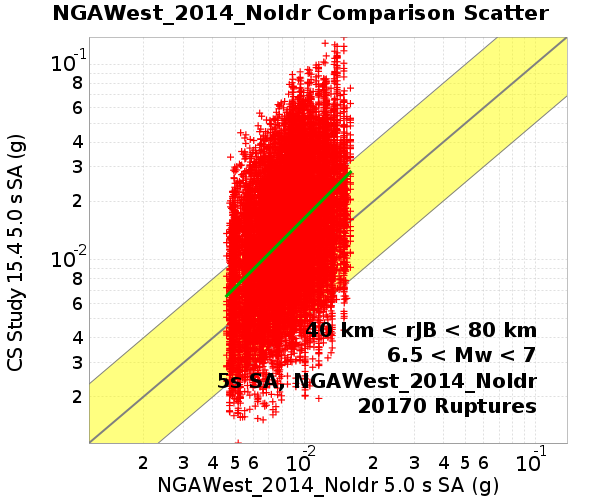 NGAWest_2014_NoIdr Comparison Scatter
10-1
8
6
4
3
2
10-2
8
6
4
3
2
CS Study 15.4 5.0 s SA (g)
40 km < rJB < 80 km
6.5 < Mw < 7
5s SA, NGAWest_2014_NoIdr
20170 Ruptures
2 3 4 5 6 10-2 2 3 4 5 6 10-1
NGAWest_2014_NoIdr 5.0 s SA (g)